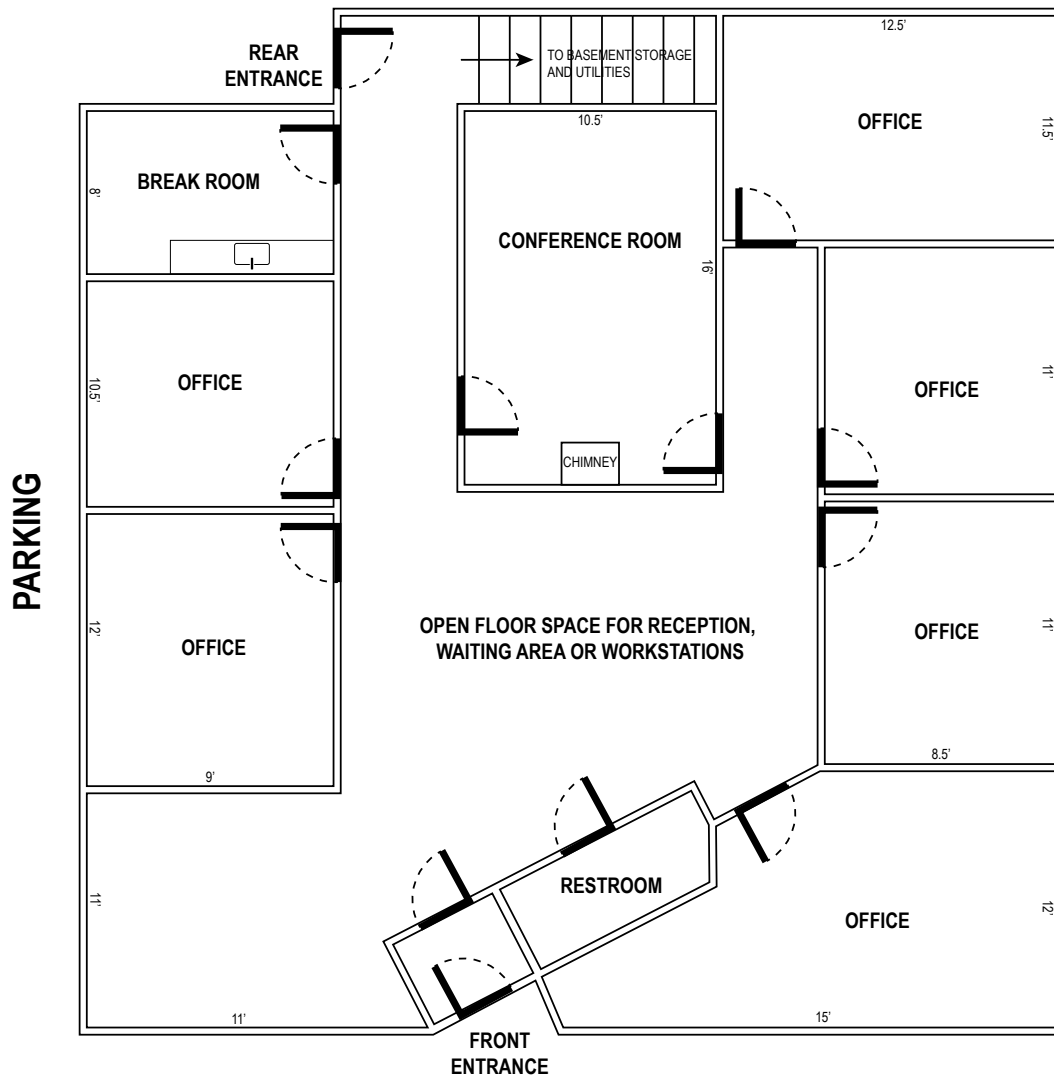 12.5'
REAR
ENTRANCE
TO BASEMENT STORAGE
AND UTILITIES
10.5'
OFFICE
11.5'
BREAK ROOM
8'
CONFERENCE ROOM
16'
OFFICE
10.5'
OFFICE
11'
CHIMNEY
PARKING
OPEN FLOOR SPACE FOR RECEPTION,
WAITING AREA OR WORKSTATIONS
OFFICE
12'
OFFICE
11'
9'
8.5'
RESTROOM
11'
OFFICE
12'
11'
15'
FRONT
ENTRANCE